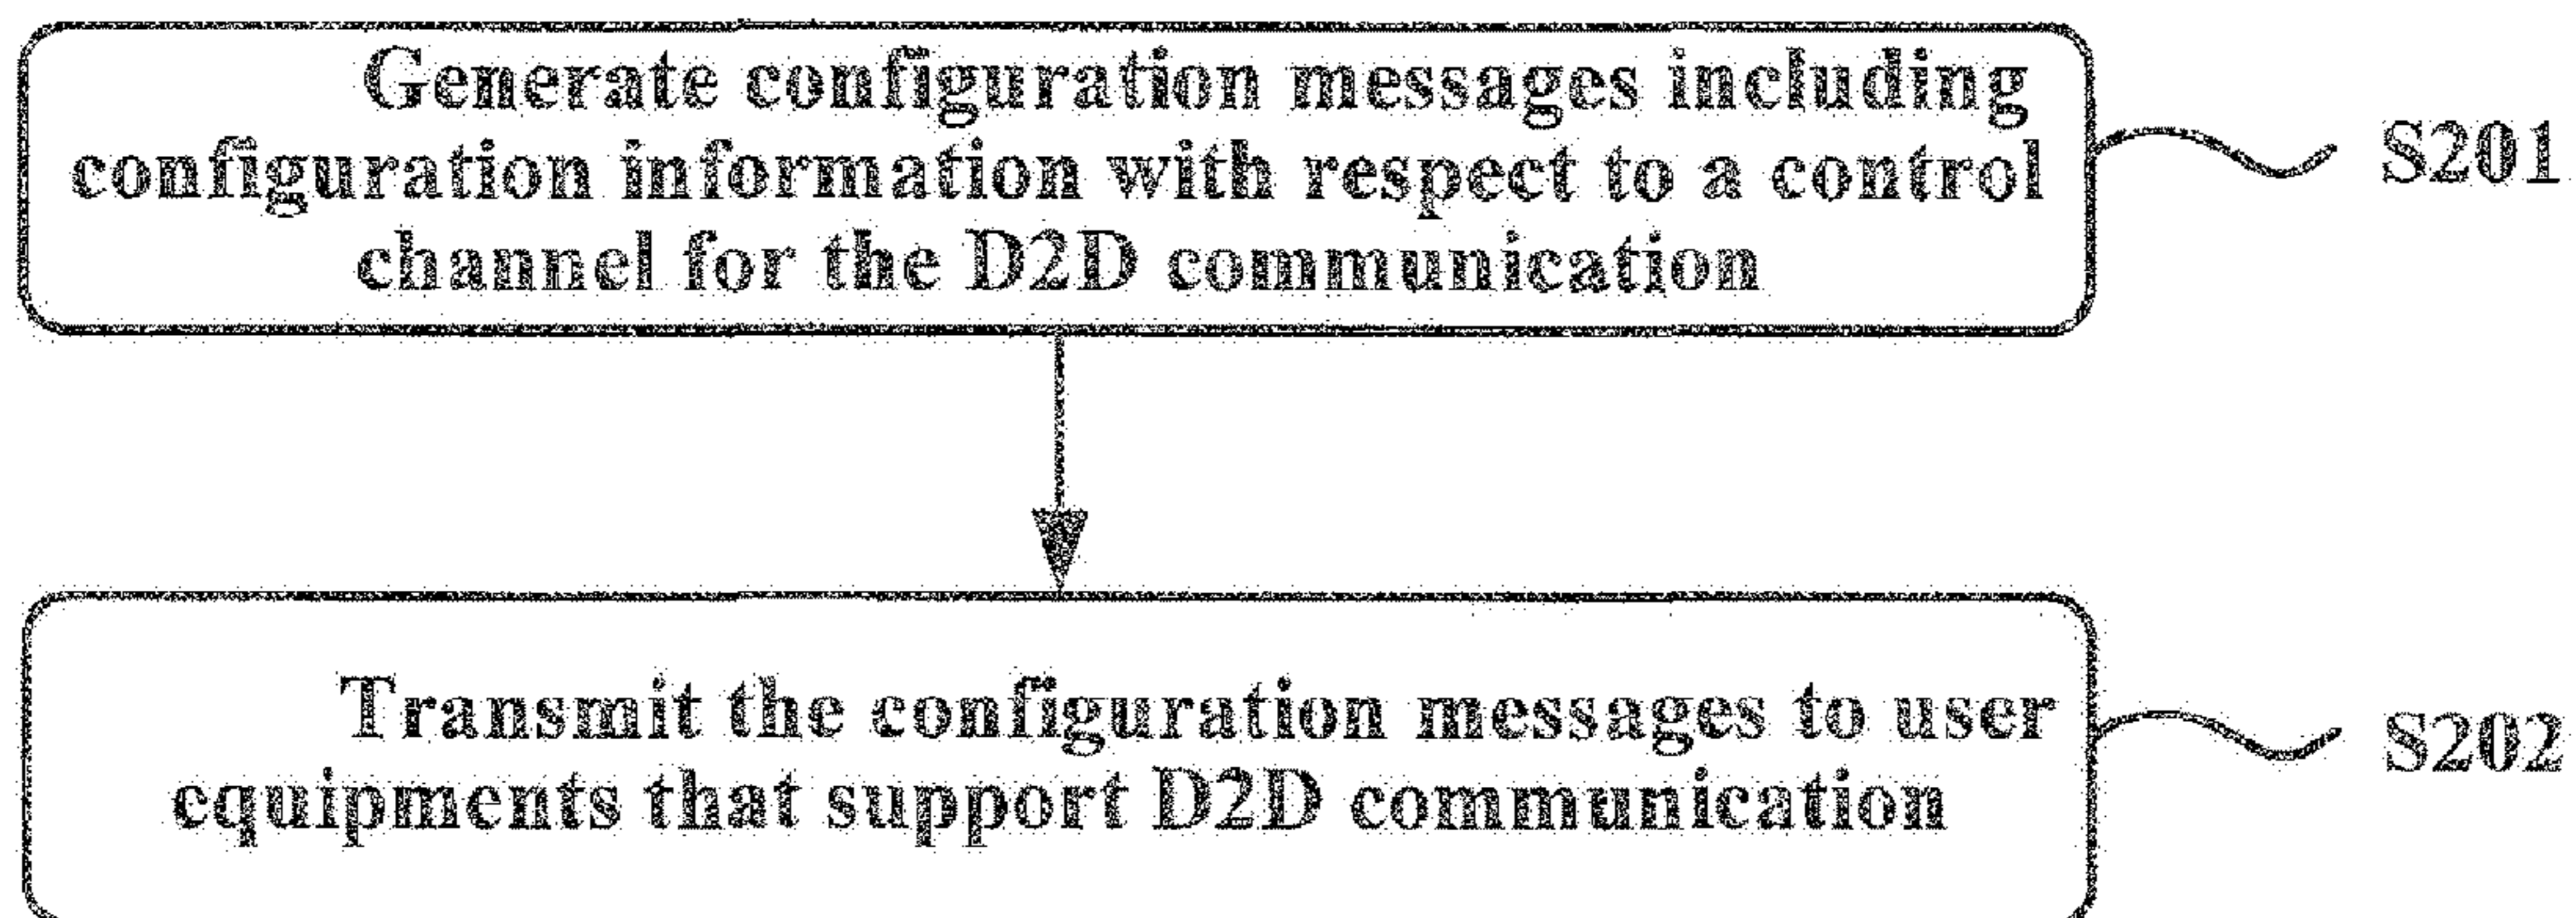 Generate configuration messages including
configuration information with respect to a control
channel for the D2D communication
S201
Transmit the configuration messages to user
equipments that support D2D communication
S202